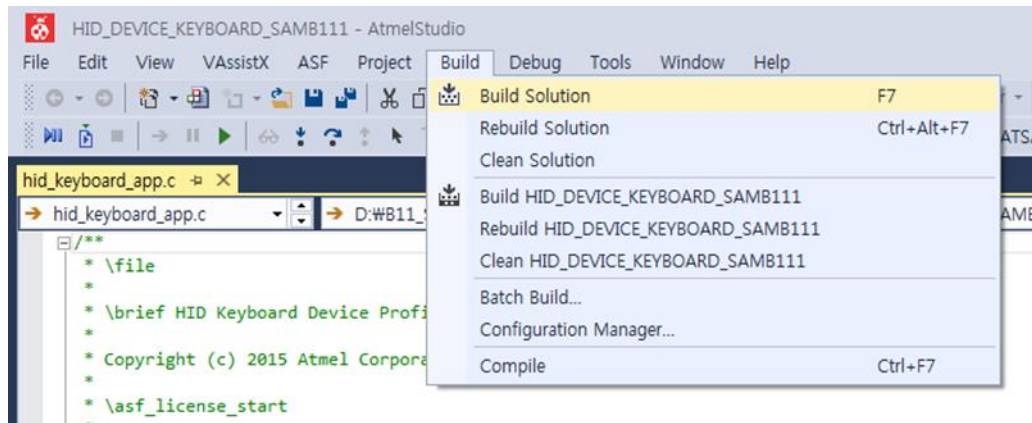 HID_DEVICE_KEYBOARD_SAMB111 - AtmelStudio
File Edit View VAssistX ASF Project Build Debug Tools Window Help
Build Solution F7
Rebuild Solution Ctrl+Alt+F7
Clean Solution
Build HID_DEVICE_KEYBOARD_SAMB111
Rebuild HID_DEVICE_KEYBOARD_SAMB111
Clean HID_DEVICE_KEYBOARD_SAMB111
Batch Build...
Configuration Manager...
Compile Ctrl+F7
ATS
hid_keyboard_app.c
hid_keyboard_app.c D:₩B11_
/**
* \file
*
* \brief HID Keyboard Device Profi
*
* Copyright (c) 2015 Atmel Corpora
*
* \asf_license_start